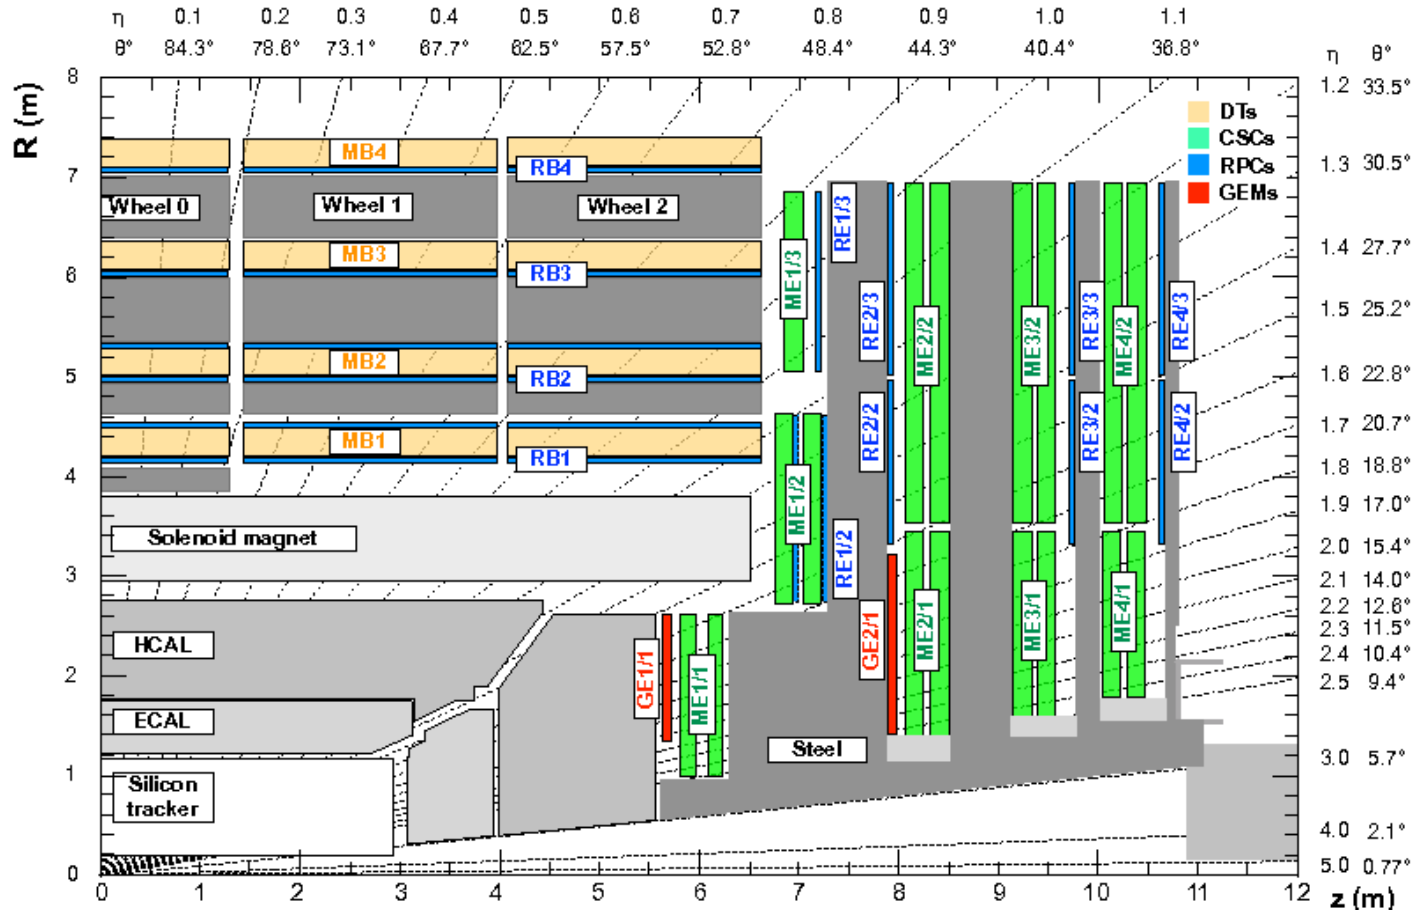 η 0.1 0.2 0.3 0.4 0.5 0.6 0.7 0.8 0.9 1.0 1.1
θ° 84.3° 78.6° 73.1° 67.7° 62.5° 57.5° 52.8° 48.4° 44.3° 40.4° 36.8°
η θ°
R (m)
8
7
6
5
4
3
2
1
0
1.2 33.5°
1.3 30.5°
1.4 27.7°
1.5 25.2°
1.6 22.8°
1.7 20.7°
1.8 18.8°
1.9 17.0°
2.0 15.4°
2.1 14.0°
2.2 12.6°
2.3 11.5°
2.4 10.4°
2.5 9.4°
3.0 5.7°
4.0 2.1°
5.0 0.77°
DTs
CSCs
RPCs
GEMs
MB4
RB4
Wheel 0
Wheel 1
Wheel 2
MB3
RB3
MB2
RB2
MB1
RB1
Solenoid magnet
HCAL
ECAL
Silicon
tracker
Steel
ME1/3
RE1/3
RE2/3
ME2/2
ME3/2
RE3/3
ME4/2
RE4/3
ME1/2
RE2/2
RE3/2
RE4/2
RE1/2
GE1/1
ME1/1
GE2/1
ME2/1
ME3/1
ME4/1
0 1 2 3 4 5 6 7 8 9 10 11 12
z (m)